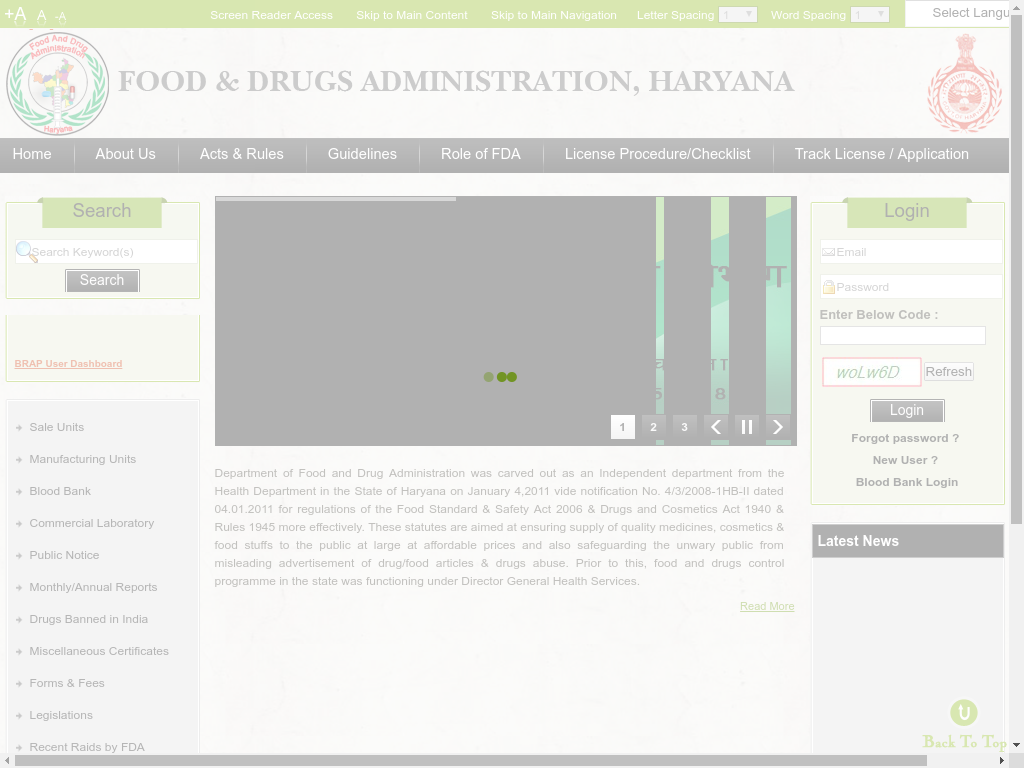 +A A -A
Screen Reader Access Skip to Main Content Skip to Main Navigation Letter Spacing 1 Word Spacing 1 Select Langu
Food And Drug Administration
Haryana
FOOD & DRUGS ADMINISTRATION, HARYANA
Home About Us Acts & Rules Guidelines Role of FDA License Procedure/Checklist Track License / Application
Search
Search Keyword(s)
Search
BRAP User Dashboard
Sale Units
Manufacturing Units
Blood Bank
Commercial Laboratory
Public Notice
Monthly/Annual Reports
Drugs Banned in India
Miscellaneous Certificates
Forms & Fees
Legislations
Recent Raids by FDA
1 2 3
Department of Food and Drug Administration was carved out as an Independent department from the
Health Department in the State of Haryana on January 4,2011 vide notification No. 4/3/2008-1HB-II dated
04.01.2011 for regulations of the Food Standard & Safety Act 2006 & Drugs and Cosmetics Act 1940 &
Rules 1945 more effectively. These statutes are aimed at ensuring supply of quality medicines, cosmetics &
food stuffs to the public at large at affordable prices and also safeguarding the unwary public from
misleading advertisement of drug/food articles & drugs abuse. Prior to this, food and drugs control
programme in the state was functioning under Director General Health Services.
Read More
Login
Email
Password
Enter Below Code :
woLw6D Refresh
Login
Forgot password ?
New User ?
Blood Bank Login
Latest News
Back To Top